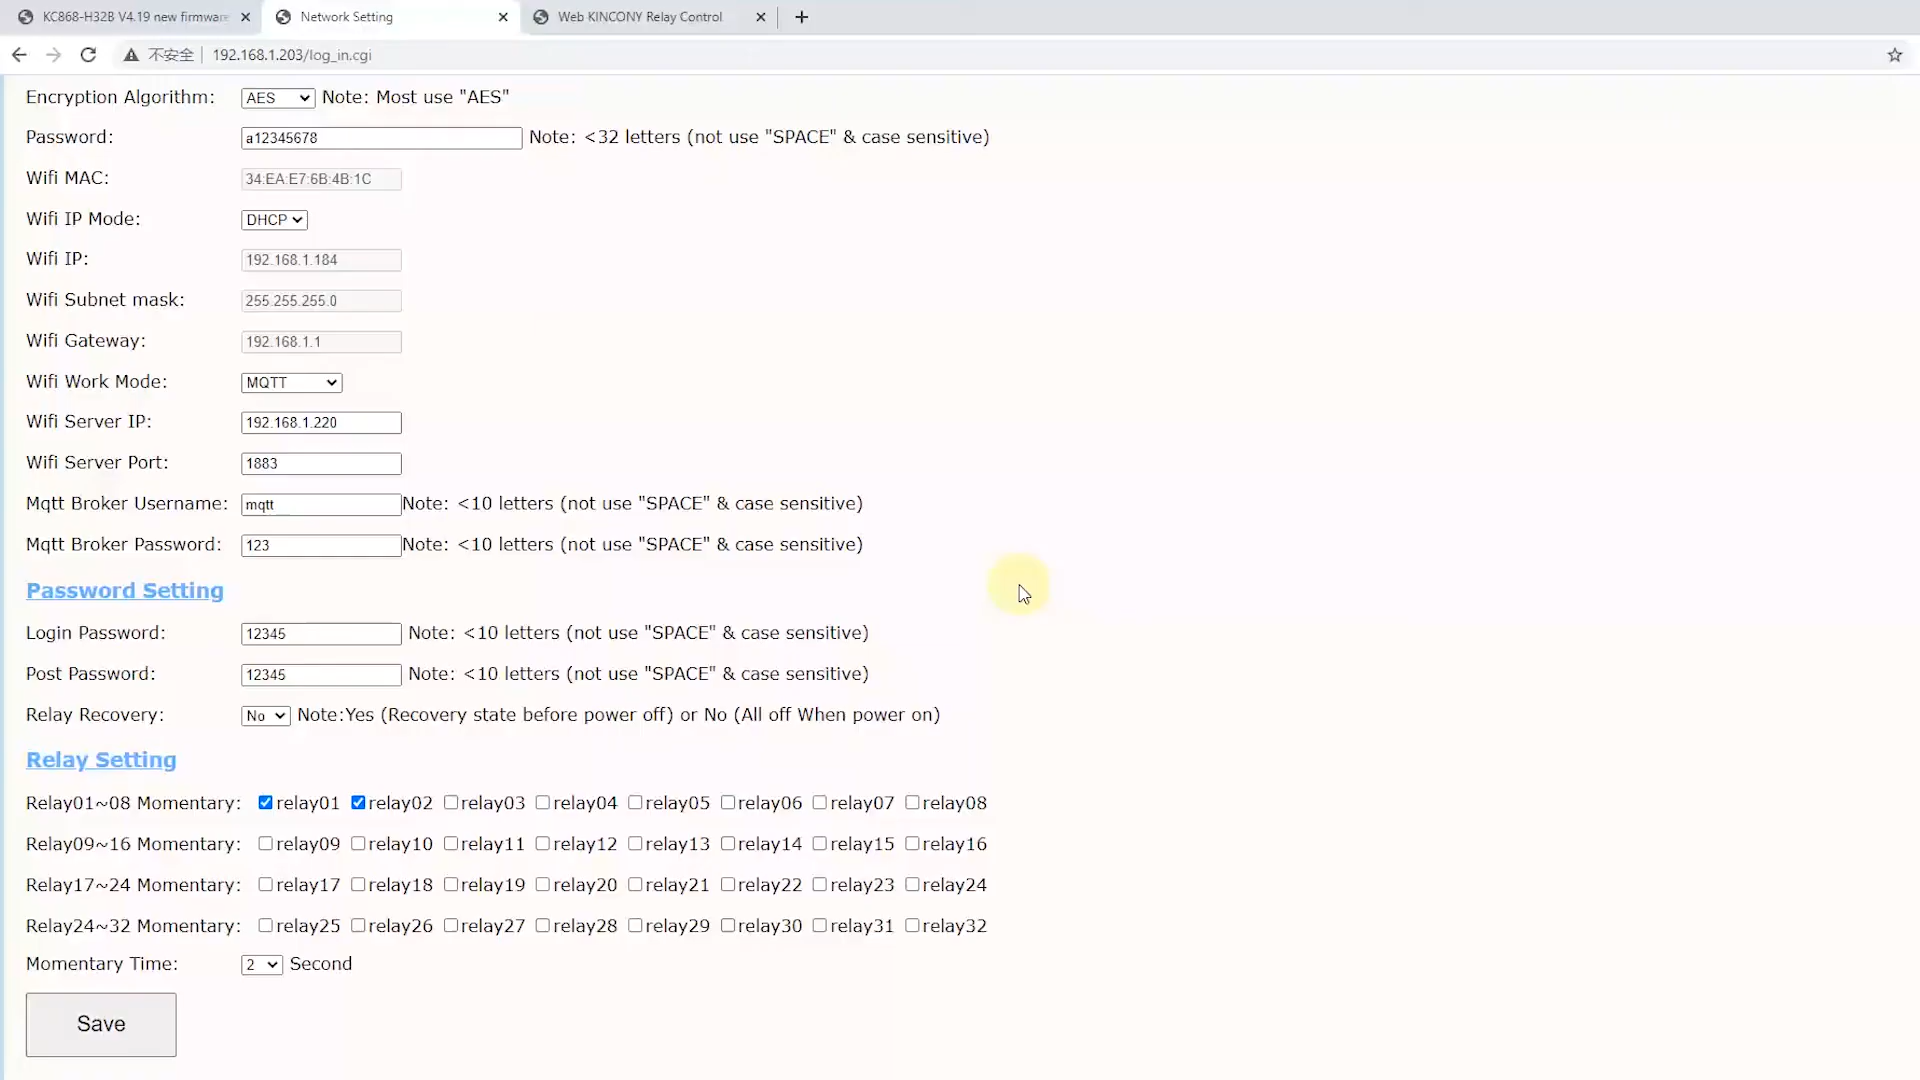 KC868-H32B V4.19 new firmware
Network Setting
Web KINCONY Relay Control
不安全 192.168.1.203/log_in.cgi
Encryption Algorithm: AES Note: Most use "AES"
Password: a12345678 Note: <32 letters (not use "SPACE" & case sensitive)
Wifi MAC: 34:EA:E7:6B:4B:1C
Wifi IP Mode: DHCP
Wifi IP: 192.168.1.184
Wifi Subnet mask: 255.255.255.0
Wifi Gateway: 192.168.1.1
Wifi Work Mode: MQTT
Wifi Server IP: 192.168.1.220
Wifi Server Port: 1883
Mqtt Broker Username: mqtt Note: <10 letters (not use "SPACE" & case sensitive)
Mqtt Broker Password: 123 Note: <10 letters (not use "SPACE" & case sensitive)
Password Setting
Login Password: 12345 Note: <10 letters (not use "SPACE" & case sensitive)
Post Password: 12345 Note: <10 letters (not use "SPACE" & case sensitive)
Relay Recovery: No Note:Yes (Recovery state before power off) or No (All off When power on)
Relay Setting
Relay01~08 Momentary: relay01 relay02 relay03 relay04 relay05 relay06 relay07 relay08
Relay09~16 Momentary: relay09 relay10 relay11 relay12 relay13 relay14 relay15 relay16
Relay17~24 Momentary: relay17 relay18 relay19 relay20 relay21 relay22 relay23 relay24
Relay24~32 Momentary: relay25 relay26 relay27 relay28 relay29 relay30 relay31 relay32
Momentary Time: 2 Second
Save